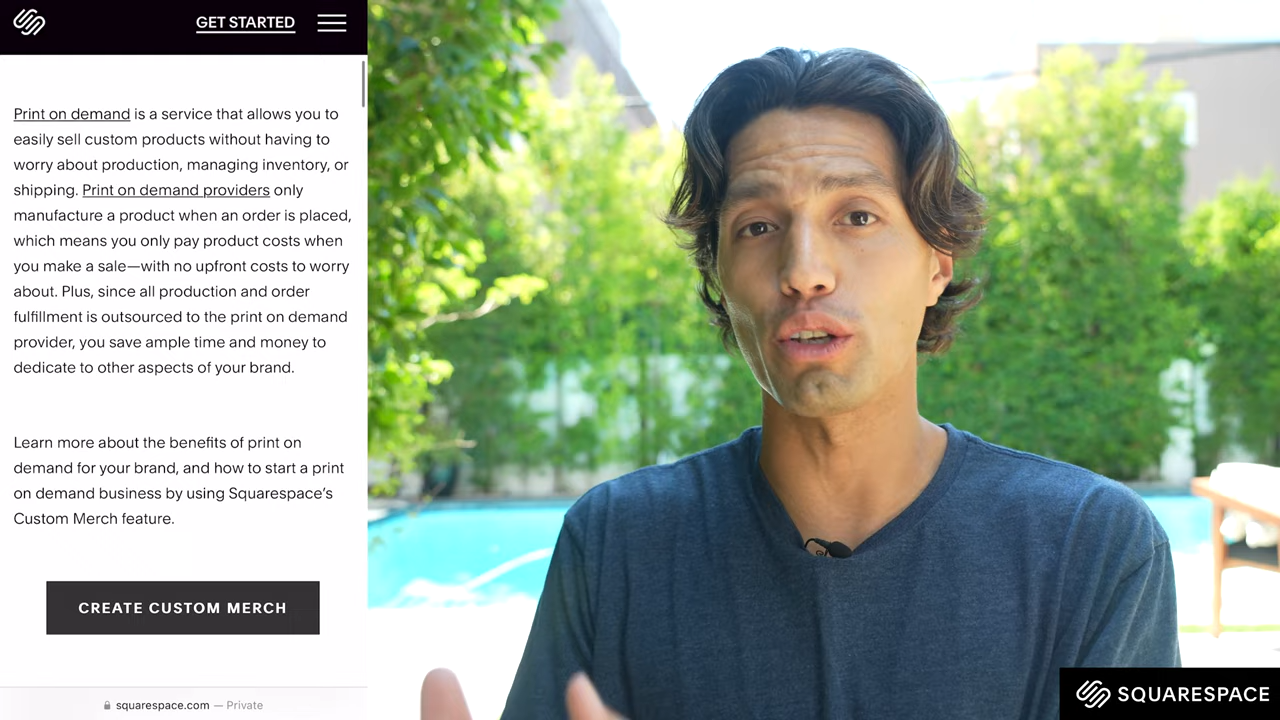 GET STARTED
Print on demand is a service that allows you to
easily sell custom products without having to
worry about production, managing inventory, or
shipping. Print on demand providers only
manufacture a product when an order is placed,
which means you only pay product costs when
you make a sale—with no upfront costs to worry
about. Plus, since all production and order
fulfillment is outsourced to the print on demand
provider, you save ample time and money to
dedicate to other aspects of your brand.
Learn more about the benefits of print on
demand for your brand, and how to start a print
on demand business by using Squarespace's
Custom Merch feature.
CREATE CUSTOM MERCH
squarespace.com — Private
SQUARESPACE